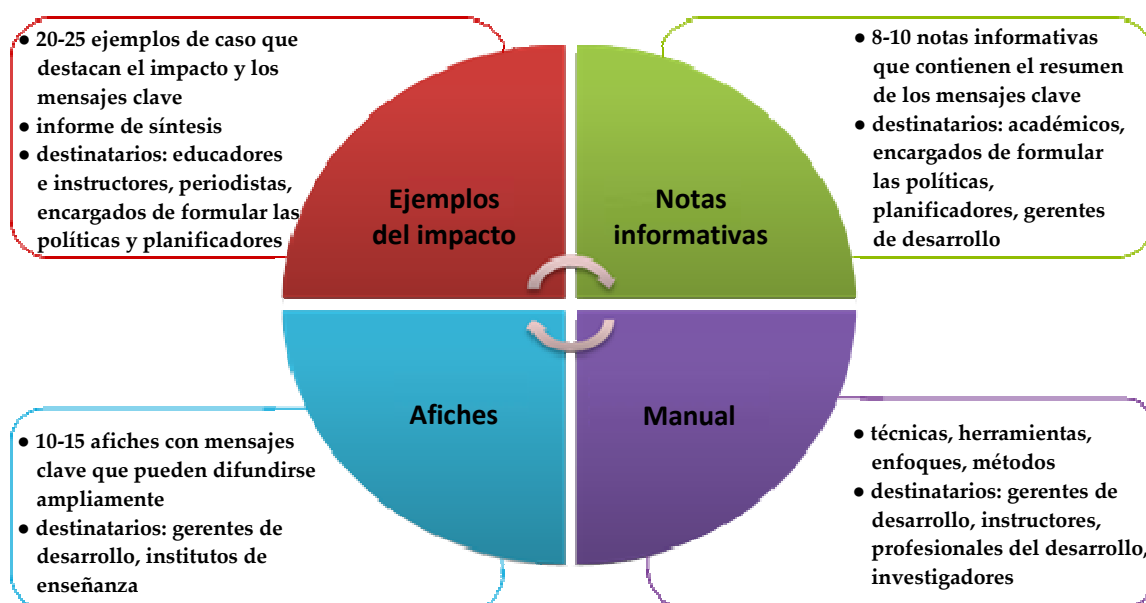 ● 20-25 ejemplos de caso que
destacan el impacto y los
mensajes clave
● informe de síntesis
● destinatarios: educadores
e instructores, periodistas,
encargados de formular las
políticas y planificadores
Ejemplos
del impacto
Notas
informativas
● 8-10 notas informativas
que contienen el resumen
de los mensajes clave
● destinatarios: académicos,
encargados de formular
las políticas,
planificadores, gerentes
de desarrollo
● 10-15 afiches con mensajes
clave que pueden difundirse
ampliamente
● destinatarios: gerentes de
desarrollo, institutos de
enseñanza
Afiches
Manual
● técnicas, herramientas,
enfoques, métodos
● destinatarios: gerentes de
desarrollo, instructores,
profesionales del desarrollo,
investigadores